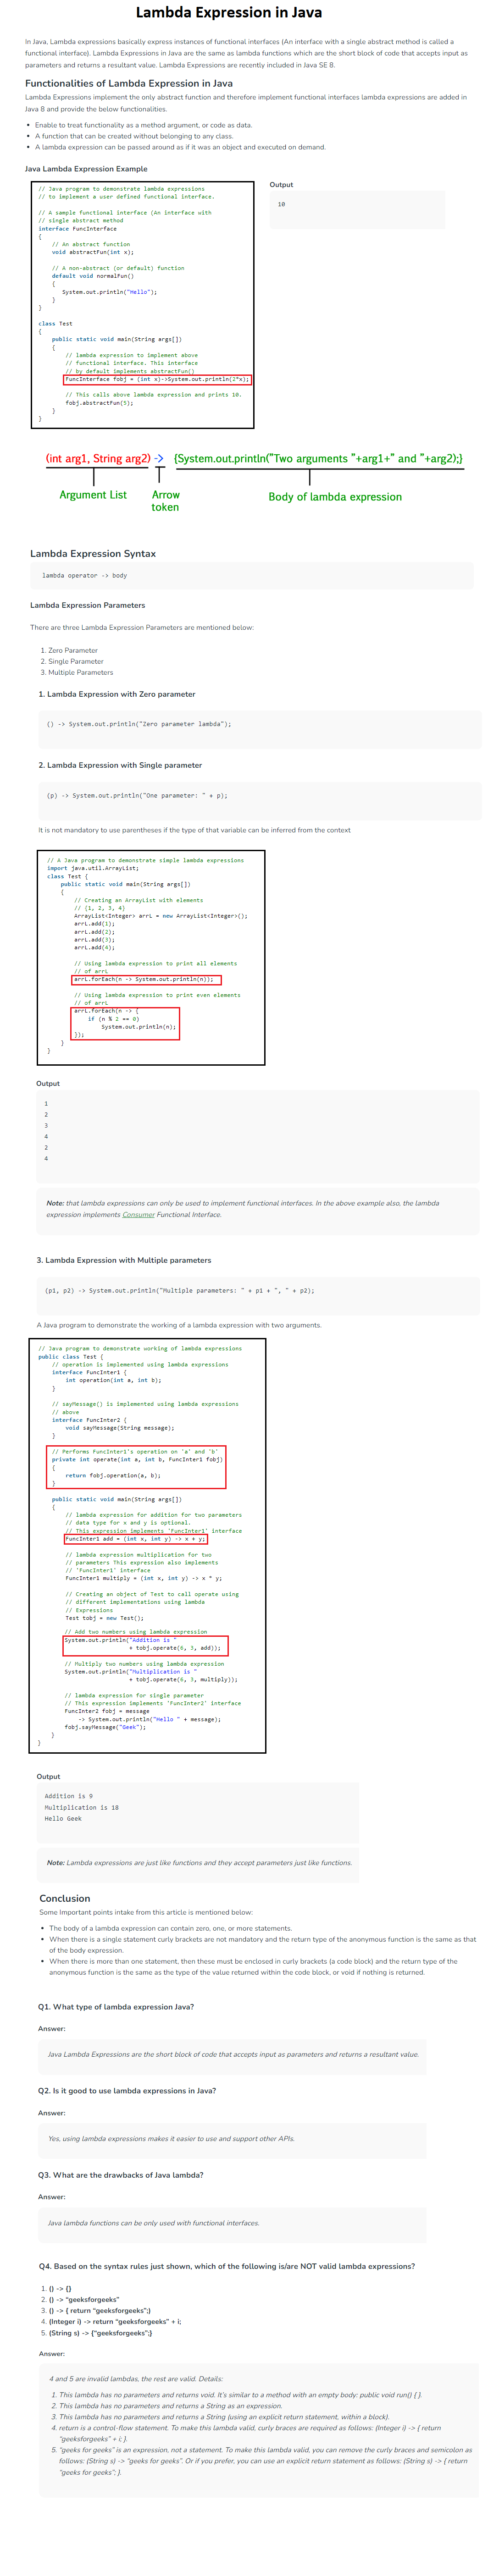 Lambda Expression in Java
In Java, Lambda expressions basically express instances of functional interfaces (An interface with a single abstract method is called a
functional interface). Lambda Expressions in Java are the same as lambda functions which are the short block of code that accepts input as
parameters and returns a resultant value. Lambda Expressions are recently included in Java SE 8.
Functionalities of Lambda Expression in Java
Lambda Expressions implement the only abstract function and therefore implement functional interfaces lambda expressions are added in
Java 8 and provide the below functionalities.
• Enable to treat functionality as a method argument, or code as data.
• A function that can be created without belonging to any class.
• A lambda expression can be passed around as if it was an object and executed on demand.
Java Lambda Expression Example
// Java program to demonstrate lambda expressions
// to implement a user defined functional interface.
// A sample functional interface (An interface with
// single abstract method
interface FuncInterface
{
// An abstract function
void abstractFun(int x);
// A non-abstract (or default) function
default void normalFun()
{
System.out.println("Hello");
}
}
class Test
{
public static void main(String args[])
{
// lambda expression to implement above
// functional interface. This interface
// by default implements abstractFun()
FuncInterface fobj = (int x)->System.out.println(2*x);
// This calls above lambda expression and prints 10.
fobj.abstractFun(5);
}
}
Output
10
(int arg1, String arg2) -> {System.out.println("Two arguments "+arg1+" and "+arg2);}
Argument List Arrow token Body of lambda expression
Lambda Expression Syntax
lambda operator -> body
Lambda Expression Parameters
There are three Lambda Expression Parameters are mentioned below:
1. Zero Parameter
2. Single Parameter
3. Multiple Parameters
1. Lambda Expression with Zero parameter
() -> System.out.println("Zero parameter lambda");
2. Lambda Expression with Single parameter
(p) -> System.out.println("One parameter: " + p);
It is not mandatory to use parentheses if the type of that variable can be inferred from the context
// A Java program to demonstrate simple lambda expressions
import java.util.ArrayList;
class Test {
public static void main(String args[])
{
// Creating an ArrayList with elements
// {1, 2, 3, 4}
ArrayList<Integer> arrL = new ArrayList<Integer>();
arrL.add(1);
arrL.add(2);
arrL.add(3);
arrL.add(4);
// Using lambda expression to print all elements
// of arrL
arrL.forEach(n -> System.out.println(n));
// Using lambda expression to print even elements
// of arrL
arrL.forEach(n -> {
if (n % 2 == 0)
System.out.println(n);
});
}
}
Output
1
2
3
4
2
4
Note: that lambda expressions can only be used to implement functional interfaces. In the above example also, the lambda
expression implements Consumer Functional Interface.
3. Lambda Expression with Multiple parameters
(p1, p2) -> System.out.println("Multiple parameters: " + p1 + ", " + p2);
A Java program to demonstrate the working of a lambda expression with two arguments.
// Java program to demonstrate working of lambda expressions
public class Test {
// operation is implemented using lambda expressions
interface FuncInter1 {
int operation(int a, int b);
}
// sayMessage() is implemented using lambda expressions
// above
interface FuncInter2 {
void sayMessage(String message);
}
// Performs FuncInter1's operation on 'a' and 'b'
private int operate(int a, int b, FuncInter1 fobj)
{
return fobj.operation(a, b);
}
public static void main(String args[])
{
// lambda expression for addition for two parameters
// data type for x and y is optional.
// This expression implements 'FuncInter1' interface
FuncInter1 add = (int x, int y) -> x + y;
// lambda expression multiplication for two
// parameters This expression also implements
// 'FuncInter1' interface
FuncInter1 multiply = (int x, int y) -> x * y;
// Creating an object of Test to call operate using
// different implementations using lambda
// Expressions
Test tobj = new Test();
// Add two numbers using lambda expression
System.out.println("Addition is "
+ tobj.operate(6, 3, add));
// Multiply two numbers using lambda expression
System.out.println("Multiplication is "
+ tobj.operate(6, 3, multiply));
// lambda expression for single parameter
// This expression implements 'FuncInter2' interface
FuncInter2 fobj = message
-> System.out.println("Hello " + message);
fobj.sayMessage("Geek");
}
}
Output
Addition is 9
Multiplication is 18
Hello Geek
Note: Lambda expressions are just like functions and they accept parameters just like functions.
Conclusion
Some Important points intake from this article is mentioned below:
• The body of a lambda expression can contain zero, one, or more statements.
• When there is a single statement curly brackets are not mandatory and the return type of the anonymous function is the same as that
of the body expression.
• When there is more than one statement, then these must be enclosed in curly brackets (a code block) and the return type of the
anonymous function is the same as the type of the value returned within the code block, or void if nothing is returned.
Q1. What type of lambda expression Java?
Answer:
Java Lambda Expressions are the short block of code that accepts input as parameters and returns a resultant value.
Q2. Is it good to use lambda expressions in Java?
Answer:
Yes, using lambda expressions makes it easier to use and support other APIs.
Q3. What are the drawbacks of Java lambda?
Answer:
Java lambda functions can be only used with functional interfaces.
Q4. Based on the syntax rules just shown, which of the following is/are NOT valid lambda expressions?
1. () -> {}
2. () -> “geeksforgeeks”
3. () -> { return “geeksforgeeks”;}
4. (Integer i) -> return “geeksforgeeks” + i;
5. (String s) -> {“geeksforgeeks”;}
Answer:
4 and 5 are invalid lambdas, the rest are valid. Details:
1. This lambda has no parameters and returns void. It’s similar to a method with an empty body: public void run() { }.
2. This lambda has no parameters and returns a String as an expression.
3. This lambda has no parameters and returns a String (using an explicit return statement, within a block).
4. return is a control-flow statement. To make this lambda valid, curly braces are required as follows: (Integer i) -> { return
“geeksforgeeks” + i; }.
5. “geeks for geeks” is an expression, not a statement. To make this lambda valid, you can remove the curly braces and semicolon as
follows: (String s) -> “geeks for geeks”. Or if you prefer, you can use an explicit return statement as follows: (String s) -> { return
“geeks for geeks”; }.